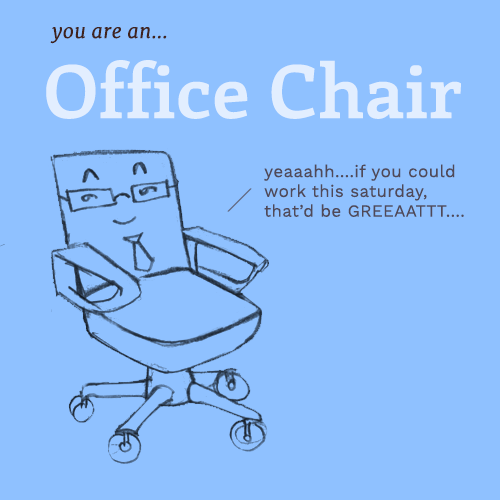 you are an...
Office Chair
yeaaahh....if you could
work this saturday,
that'd be GREEAATTT....